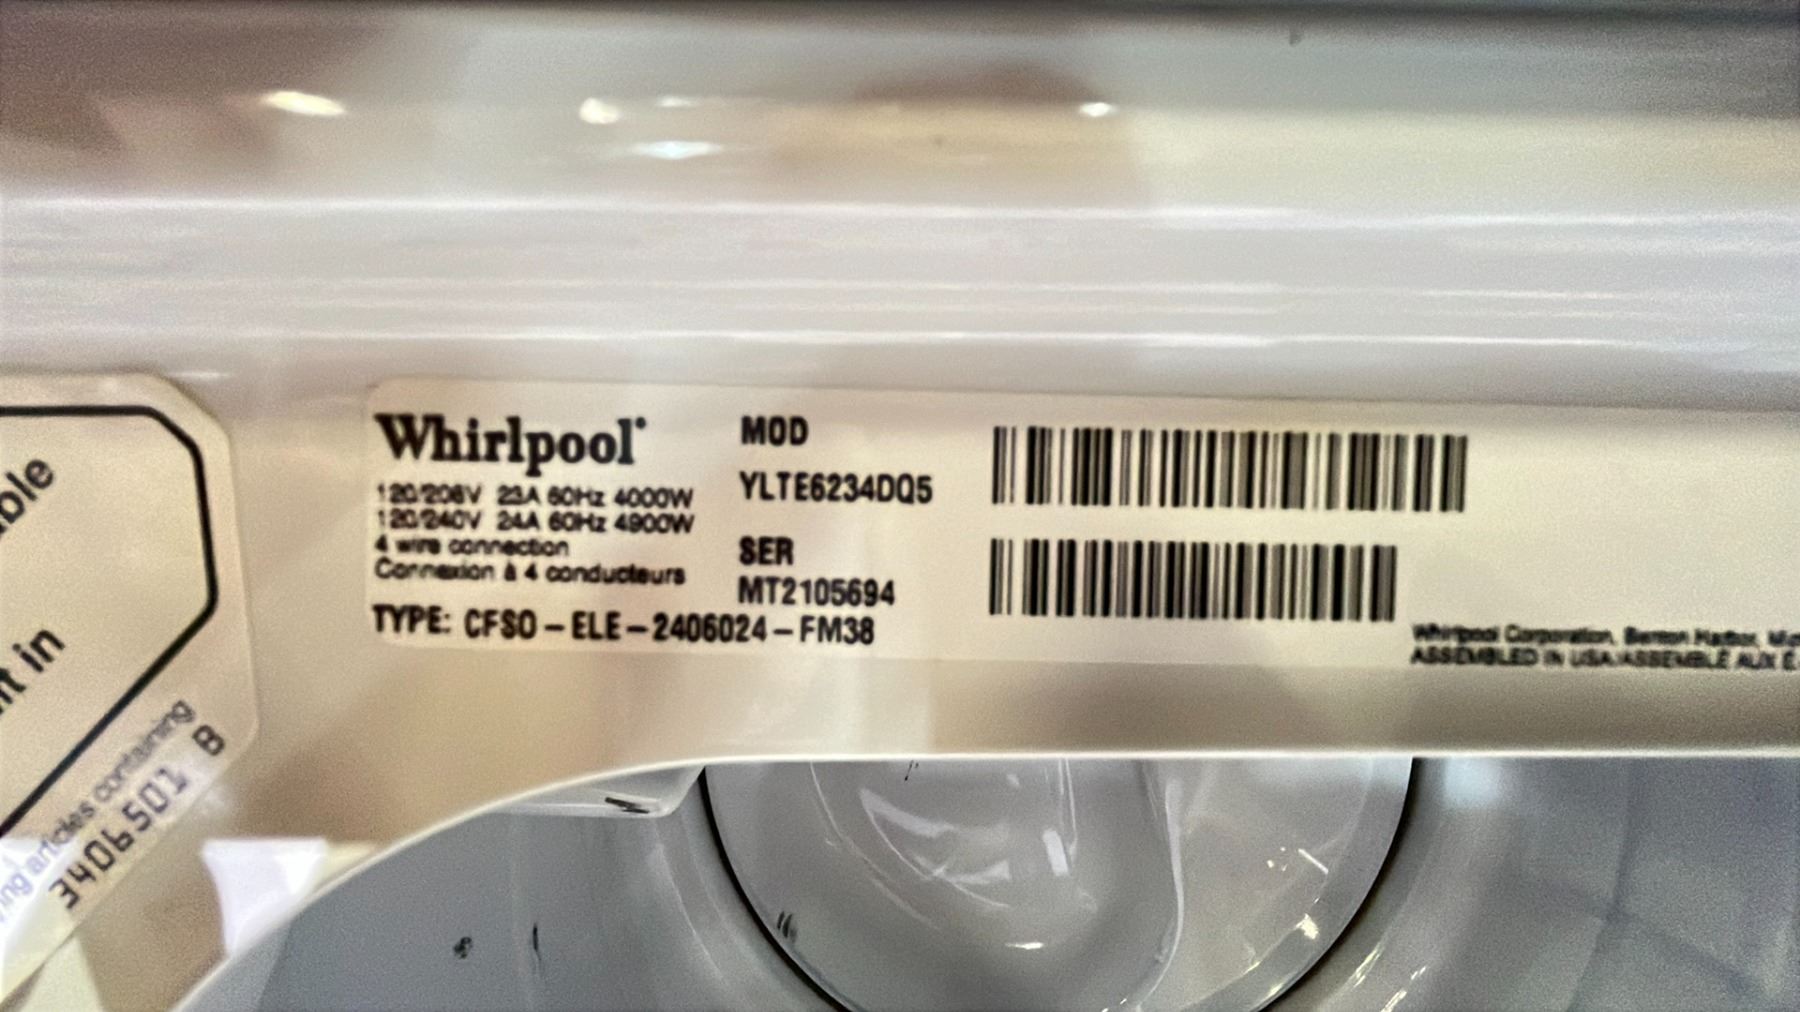 ble
t in
ing articles containing
3406501 B
Whirlpool
120/208V 23A 60Hz 4000W
120/240V 24A 60Hz 4900W
4 wire connection
Connexion à 4 conducteurs
TYPE: CFSO-ELE-2406024-FM38
MOD
YLTE6234DQ5
SER
MT2105694
Whirlpool Corporation, Benton Harbor,
ASSEMBLED IN USA/ASSEMBLÉ AUX É